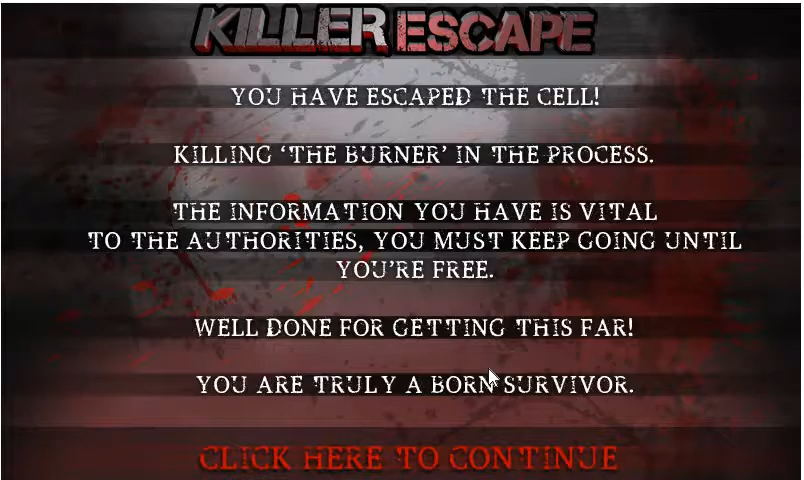 KILLER ESCAPE
YOU HAVE ESCAPED THE CELL!
KILLING ‘THE BURNER’ IN THE PROCESS.
THE INFORMATION YOU HAVE IS VITAL
TO THE AUTHORITIES, YOU MUST KEEP GOING UNTIL
YOU’RE FREE.
WELL DONE FOR GETTING THIS FAR!
YOU ARE TRULY A BORN SURVIVOR.
CLICK HERE TO CONTINUE